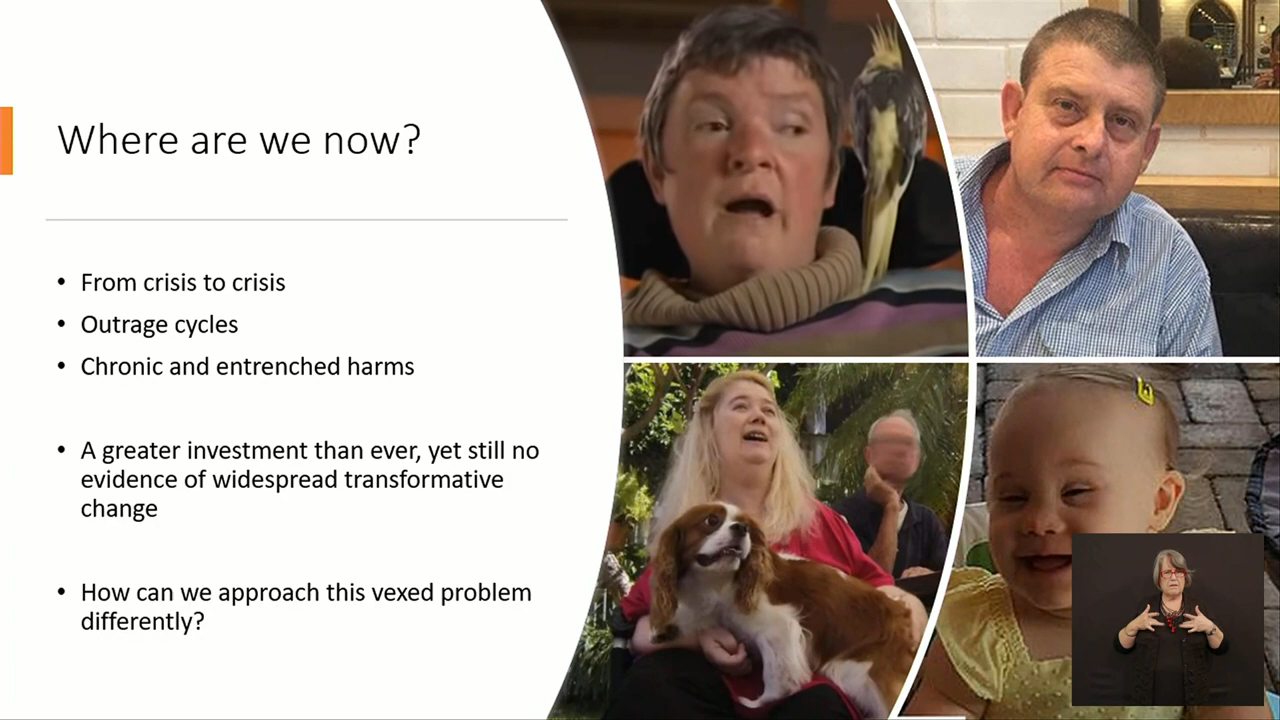 Where are we now?
• From crisis to crisis
• Outrage cycles
• Chronic and entrenched harms
• A greater investment than ever, yet still no
evidence of widespread transformative
change
• How can we approach this vexed problem
differently?